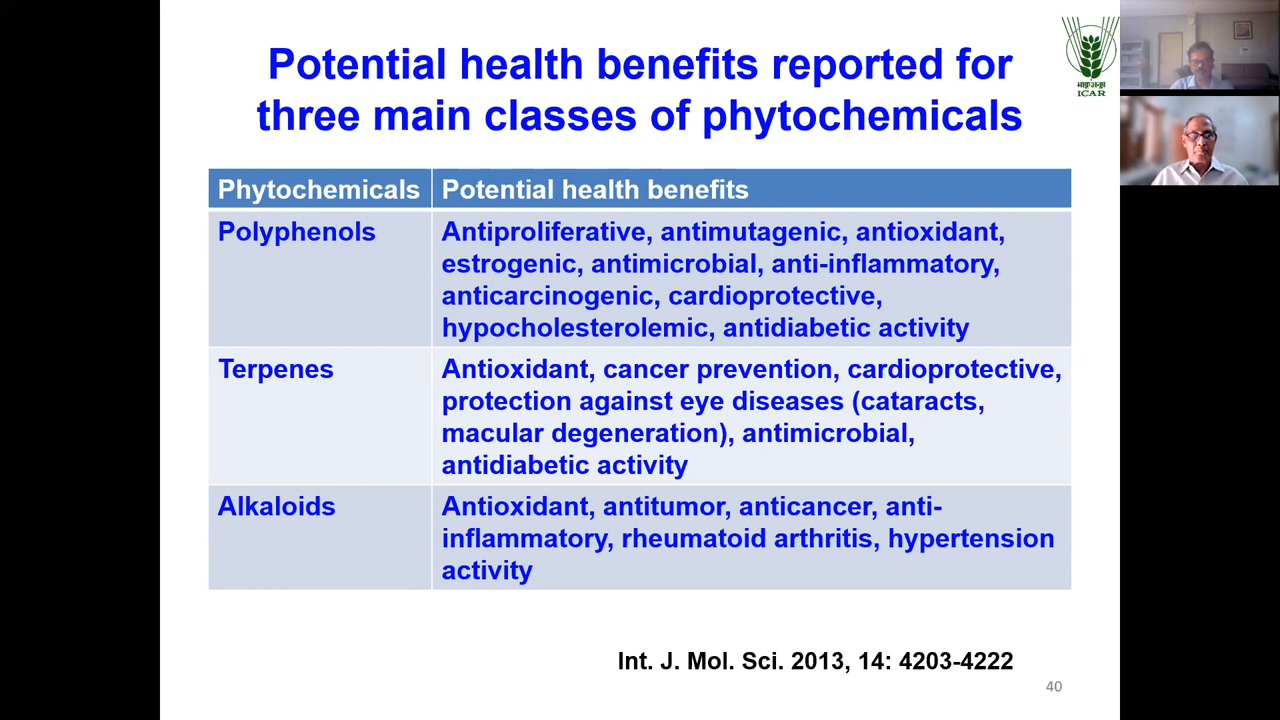 Potential health benefits reported for
three main classes of phytochemicals
भाकृअनुप
ICAR
Phytochemicals Potential health benefits
Polyphenols Antiproliferative, antimutagenic, antioxidant,
estrogenic, antimicrobial, anti-inflammatory,
anticarcinogenic, cardioprotective,
hypocholesterolemic, antidiabetic activity
Terpenes Antioxidant, cancer prevention, cardioprotective,
protection against eye diseases (cataracts,
macular degeneration), antimicrobial,
antidiabetic activity
Alkaloids Antioxidant, antitumor, anticancer, anti-
inflammatory, rheumatoid arthritis, hypertension
activity
Int. J. Mol. Sci. 2013, 14: 4203-4222
40